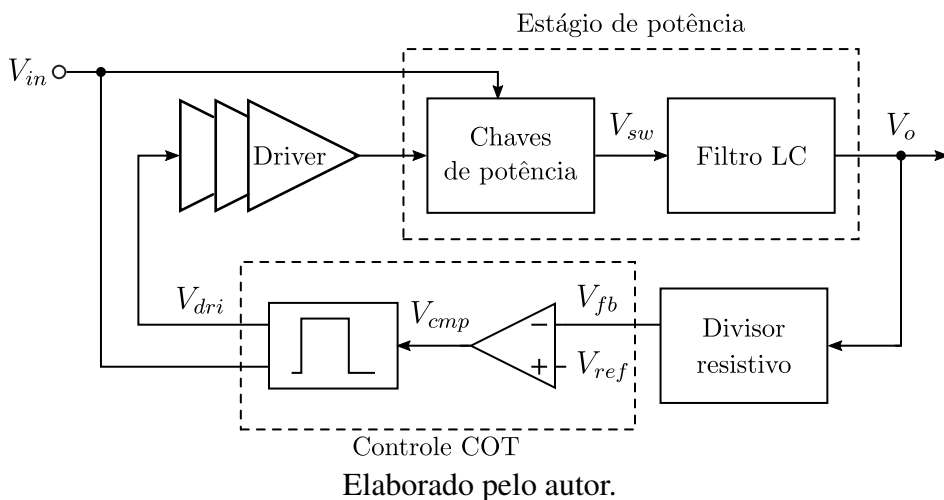 Estágio de potência
V_in
Driver
Chaves
de potência
V_sw
Filtro LC
V_o
V_dri
V_cmp
V_fb
V_ref
Divisor
resistivo
Controle COT
Elaborado pelo autor.